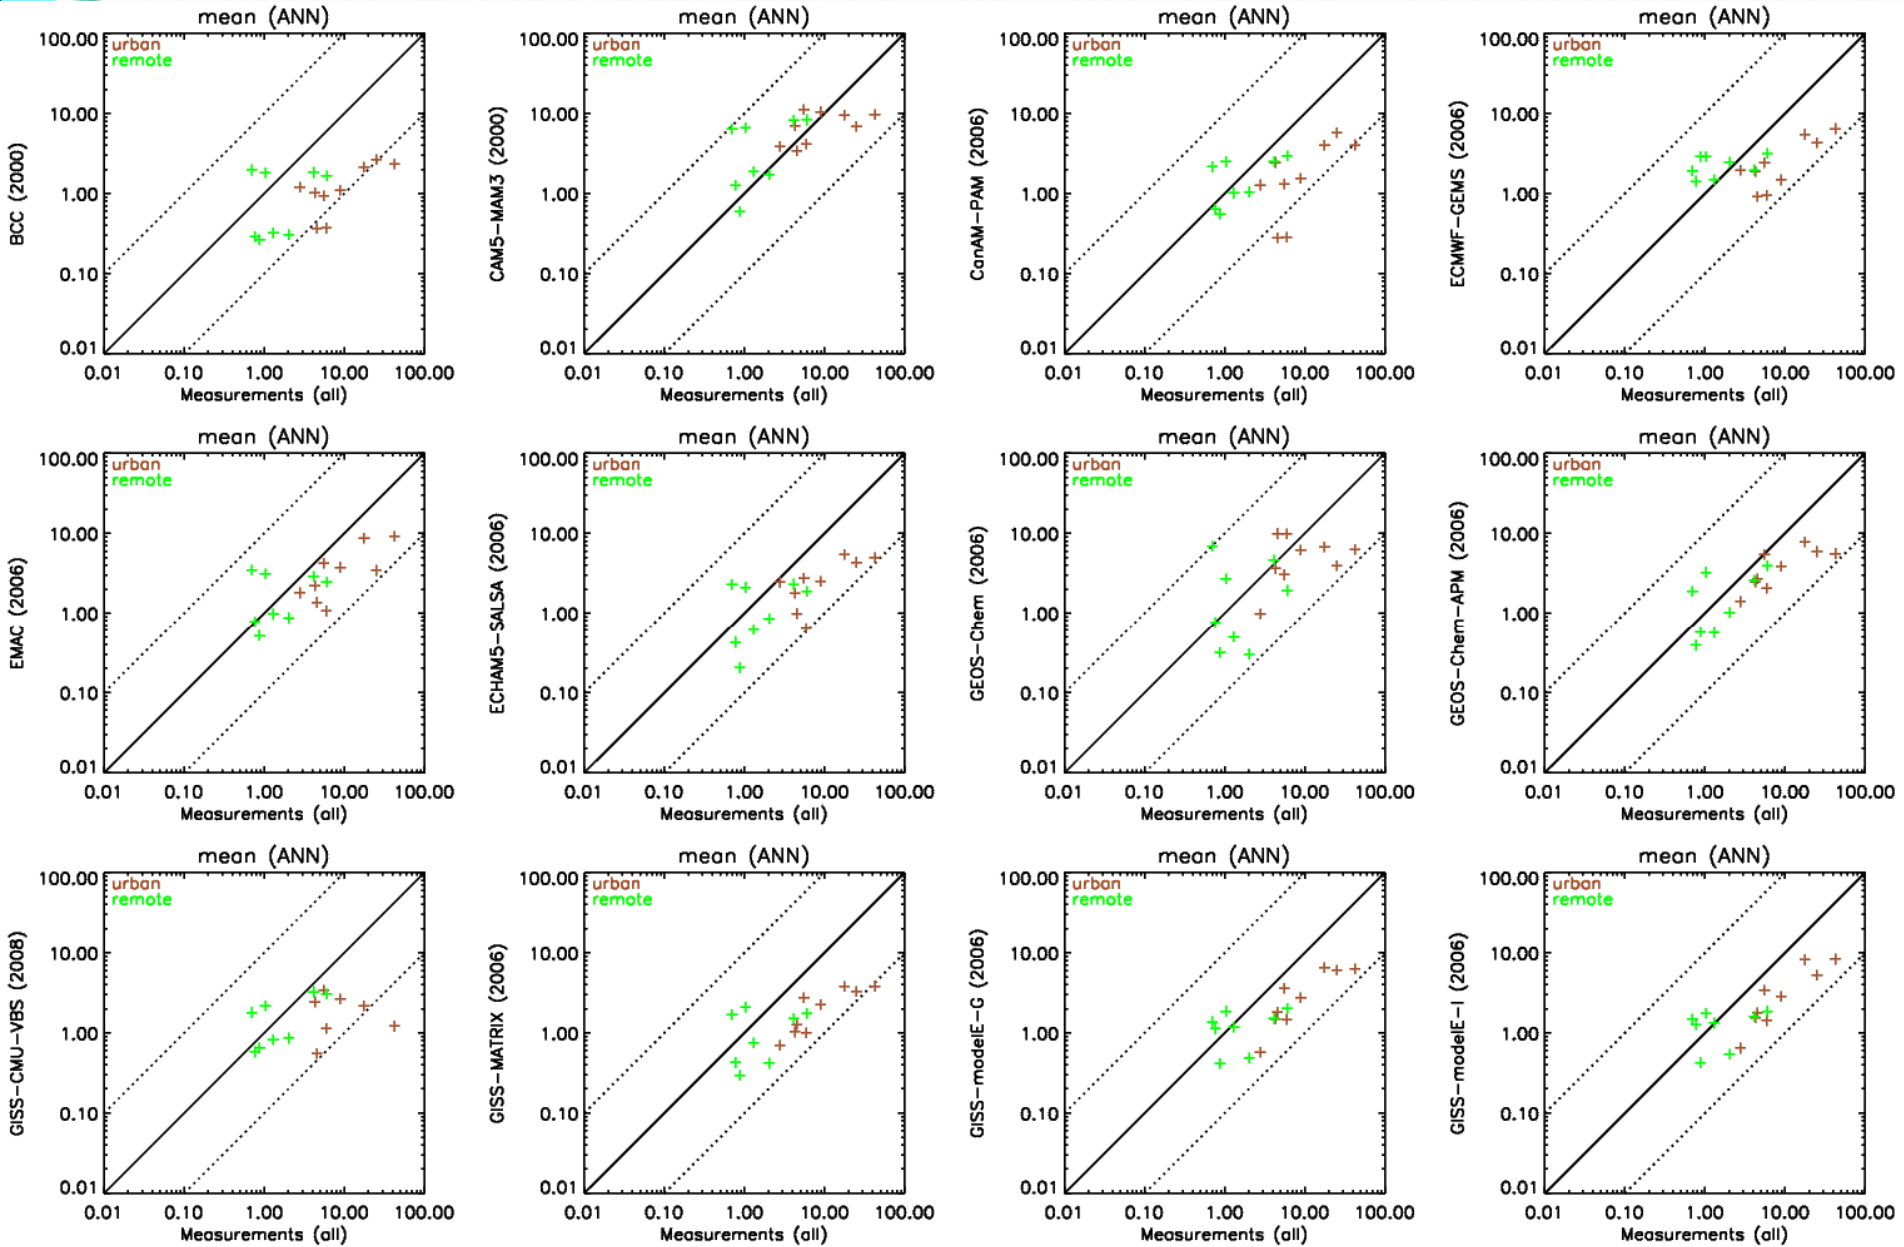 mean (ANN)
100.00
10.00
1.00
0.10
0.01
urban
remote
BCC (2000)
0.01 0.10 1.00 10.00 100.00
Measurements (all)
mean (ANN)
100.00
10.00
1.00
0.10
0.01
urban
remote
CAM5-MAM3 (2000)
0.01 0.10 1.00 10.00 100.00
Measurements (all)
mean (ANN)
100.00
10.00
1.00
0.10
0.01
urban
remote
CanAM-PAM (2006)
0.01 0.10 1.00 10.00 100.00
Measurements (all)
mean (ANN)
100.00
10.00
1.00
0.10
0.01
urban
remote
ECMWF-GEMS (2006)
0.01 0.10 1.00 10.00 100.00
Measurements (all)
mean (ANN)
100.00
10.00
1.00
0.10
0.01
urban
remote
EMAC (2006)
0.01 0.10 1.00 10.00 100.00
Measurements (all)
mean (ANN)
100.00
10.00
1.00
0.10
0.01
urban
remote
ECHAM5-SALSA (2006)
0.01 0.10 1.00 10.00 100.00
Measurements (all)
mean (ANN)
100.00
10.00
1.00
0.10
0.01
urban
remote
GEOS-Chem (2006)
0.01 0.10 1.00 10.00 100.00
Measurements (all)
mean (ANN)
100.00
10.00
1.00
0.10
0.01
urban
remote
GEOS-Chem-APM (2006)
0.01 0.10 1.00 10.00 100.00
Measurements (all)
mean (ANN)
100.00
10.00
1.00
0.10
0.01
urban
remote
GISS-CMU-VBS (2008)
0.01 0.10 1.00 10.00 100.00
Measurements (all)
mean (ANN)
100.00
10.00
1.00
0.10
0.01
urban
remote
GISS-MATRIX (2006)
0.01 0.10 1.00 10.00 100.00
Measurements (all)
mean (ANN)
100.00
10.00
1.00
0.10
0.01
urban
remote
GISS-modelE-G (2006)
0.01 0.10 1.00 10.00 100.00
Measurements (all)
mean (ANN)
100.00
10.00
1.00
0.10
0.01
urban
remote
GISS-modelE-I (2006)
0.01 0.10 1.00 10.00 100.00
Measurements (all)